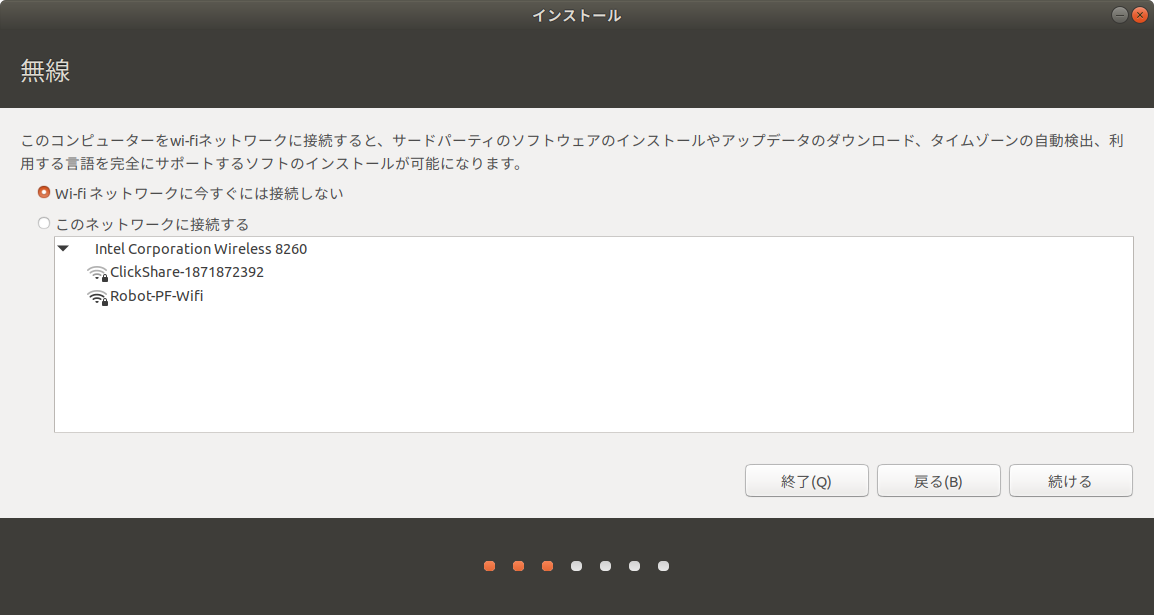 インストール
無線
このコンピューターをwi-fiネットワークに接続すると、サードパーティのソフトウェアのインストールやアップデータのダウンロード、タイムゾーンの自動検出、利
用する言語を完全にサポートするソフトのインストールが可能になります。
Wi-fi ネットワークに今すぐには接続しない
このネットワークに接続する
Intel Corporation Wireless 8260
ClickShare-1871872392
Robot-PF-Wifi
終了(Q) 戻る(B) 続ける